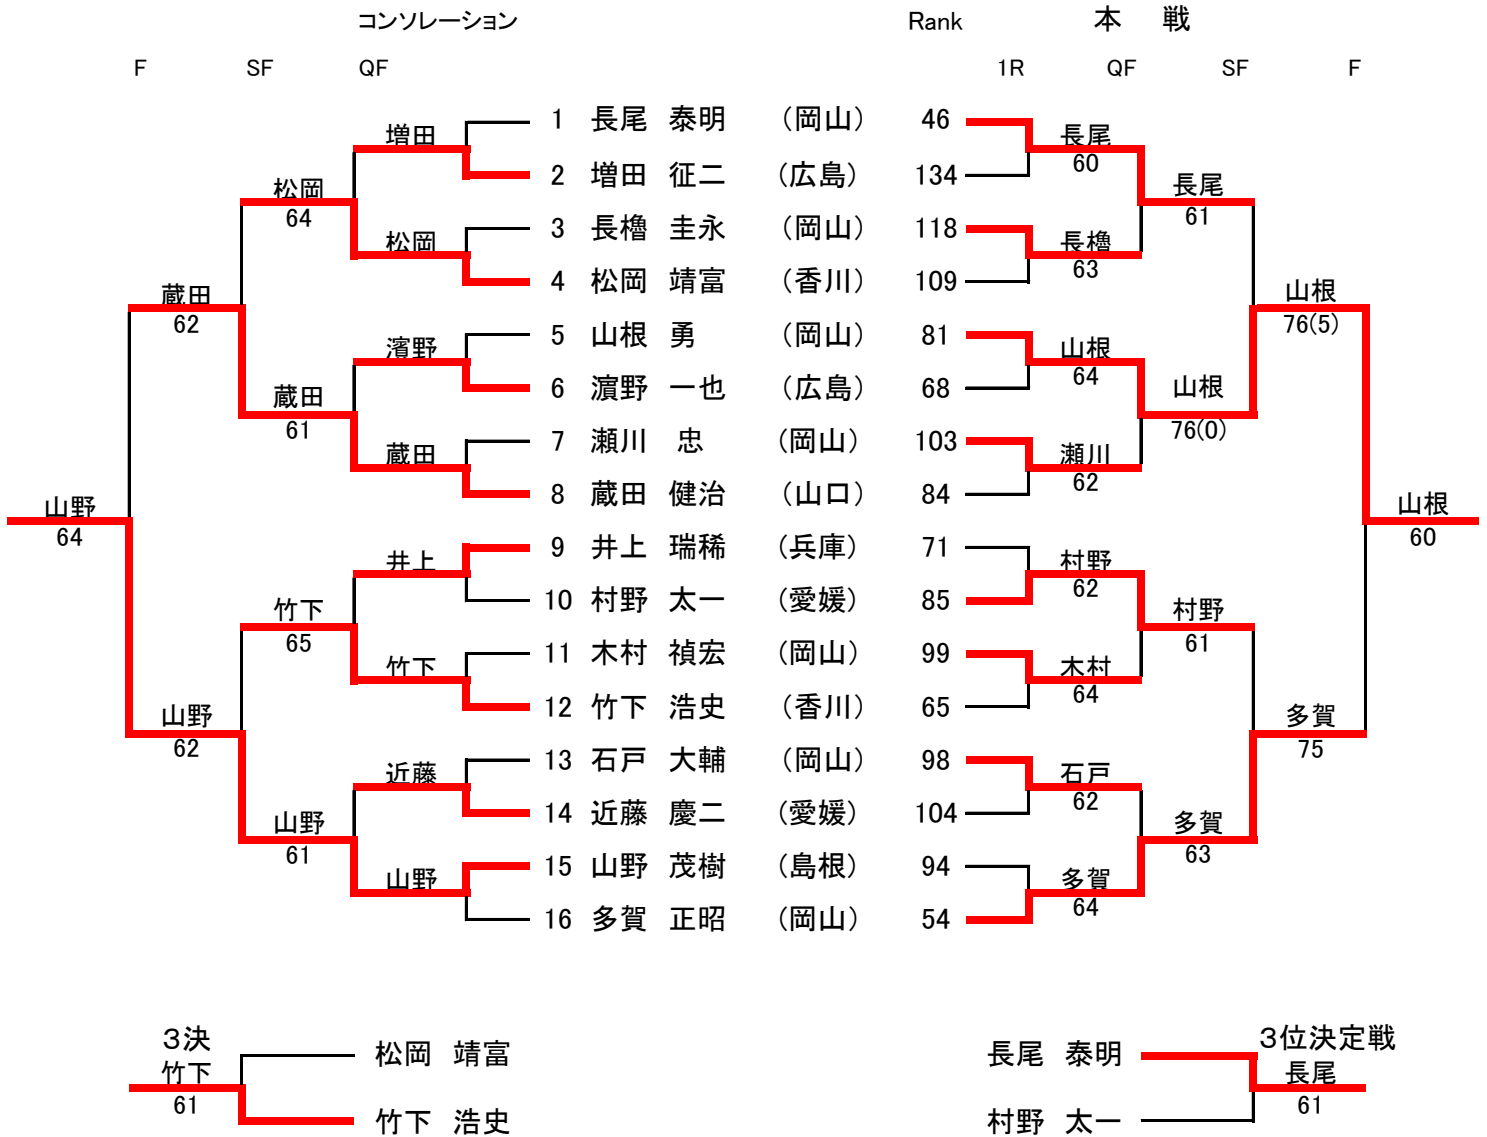 コンソレーション Rank 本 戦
F SF QF 1R QF SF F
1 長尾 泰明 （岡山） 46
増田 長尾
60
2 増田 征二 （広島） 134
松岡 長尾
64 61
3 長櫓 圭永 （岡山） 118
松岡 長櫓
63
4 松岡 靖富 （香川） 109
蔵田 山根
62 76(5)
5 山根 勇 （岡山） 81
濱野 山根
64
6 濵野 一也 （広島） 68
蔵田 山根
61 76(0)
7 瀬川 忠 （岡山） 103
蔵田 瀬川
62
8 蔵田 健治 （山口） 84
山野 山根
64 60
9 井上 瑞稀 （兵庫） 71
井上 村野
62
10 村野 太一 （愛媛） 85
竹下 村野
65 61
11 木村 禎宏 （岡山） 99
竹下 木村
64
12 竹下 浩史 （香川） 65
山野 多賀
62 75
13 石戸 大輔 （岡山） 98
近藤 石戸
62
14 近藤 慶二 （愛媛） 104
山野 多賀
61 63
15 山野 茂樹 （島根） 94
山野 多賀
64
16 多賀 正昭 （岡山） 54
3決 3位決定戦
松岡 靖富 長尾 泰明
竹下 長尾
61 61
竹下 浩史 村野 太一